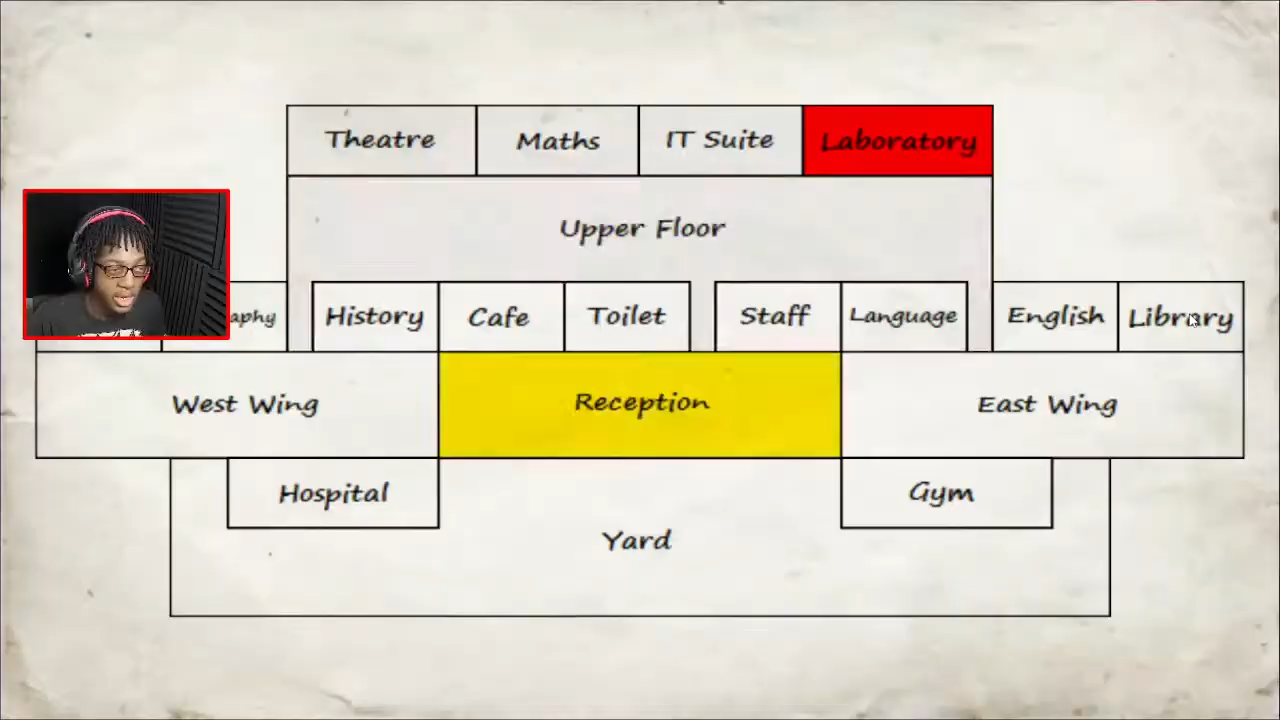 Theatre
Maths
IT Suite
Laboratory
Upper Floor
History
Cafe
Toilet
Staff
Language
English
Library
West Wing
Reception
East Wing
Hospital
Gym
Yard